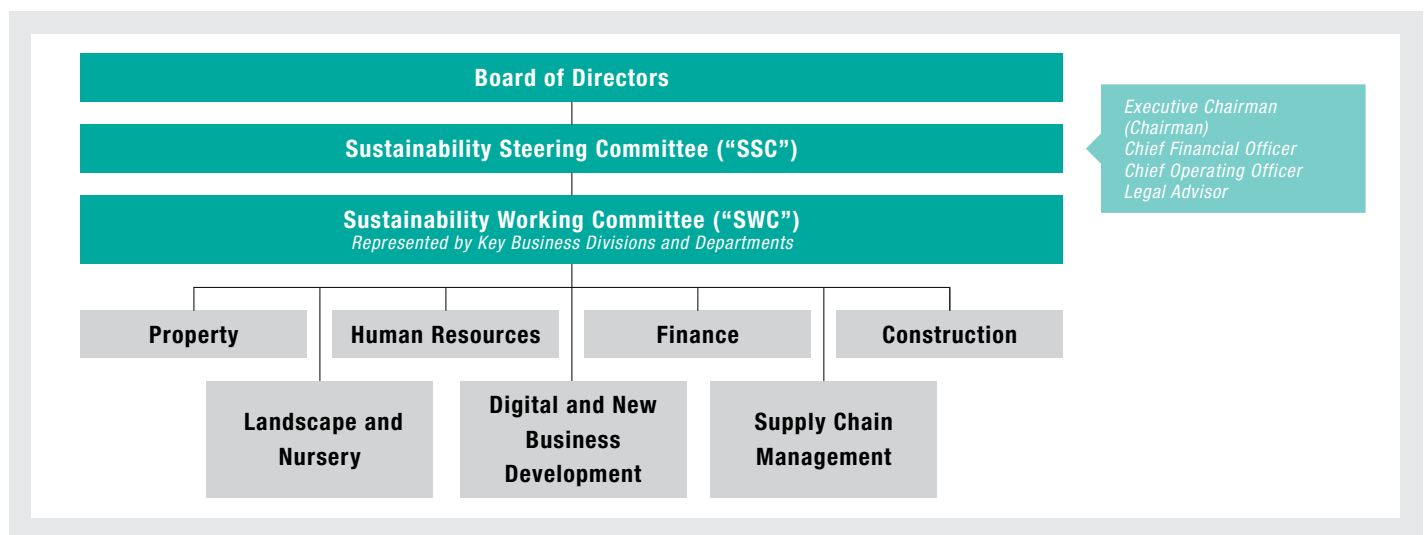 Board of Directors
Sustainability Steering Committee (“SSC”)
Executive Chairman
(Chairman)
Chief Financial Officer
Chief Operating Officer
Legal Advisor
Sustainability Working Committee (“SWC”)
Represented by Key Business Divisions and Departments
Property
Human Resources
Finance
Construction
Landscape and
Nursery
Digital and New
Business
Development
Supply Chain
Management